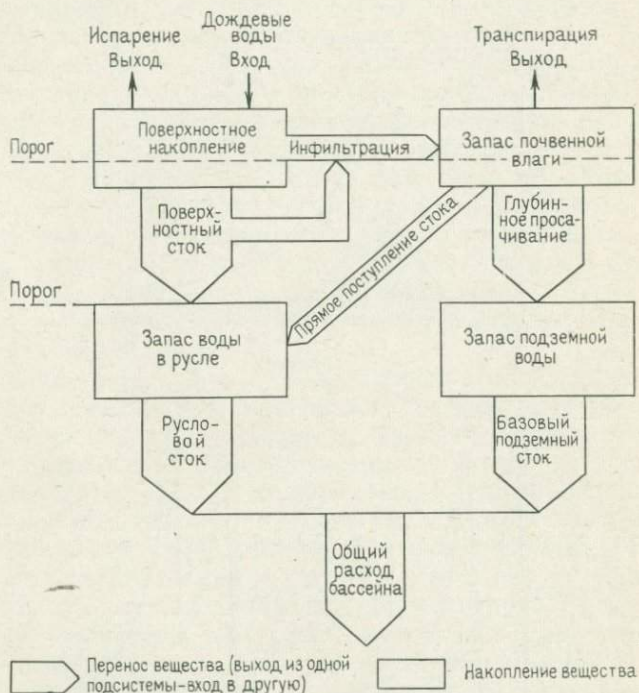 Испарение
Выход
Дождевые
воды
Вход
Транспирация
Выход
Порог
Поверхностное
накопление
Инфильтрация
Запас почвенной
влаги
Поверх-
ностный
сток
Прямое поступление стока
Глубин-
ное проса-
чивание
Порог
Запас воды
в русле
Запас подземной
воды
Русло-
вой
сток
Базовый
подземный
сток
Общий
расход
бассейна
Перенос вещества (выход из одной
подсистемы-вход в другую)
Накопление вещества